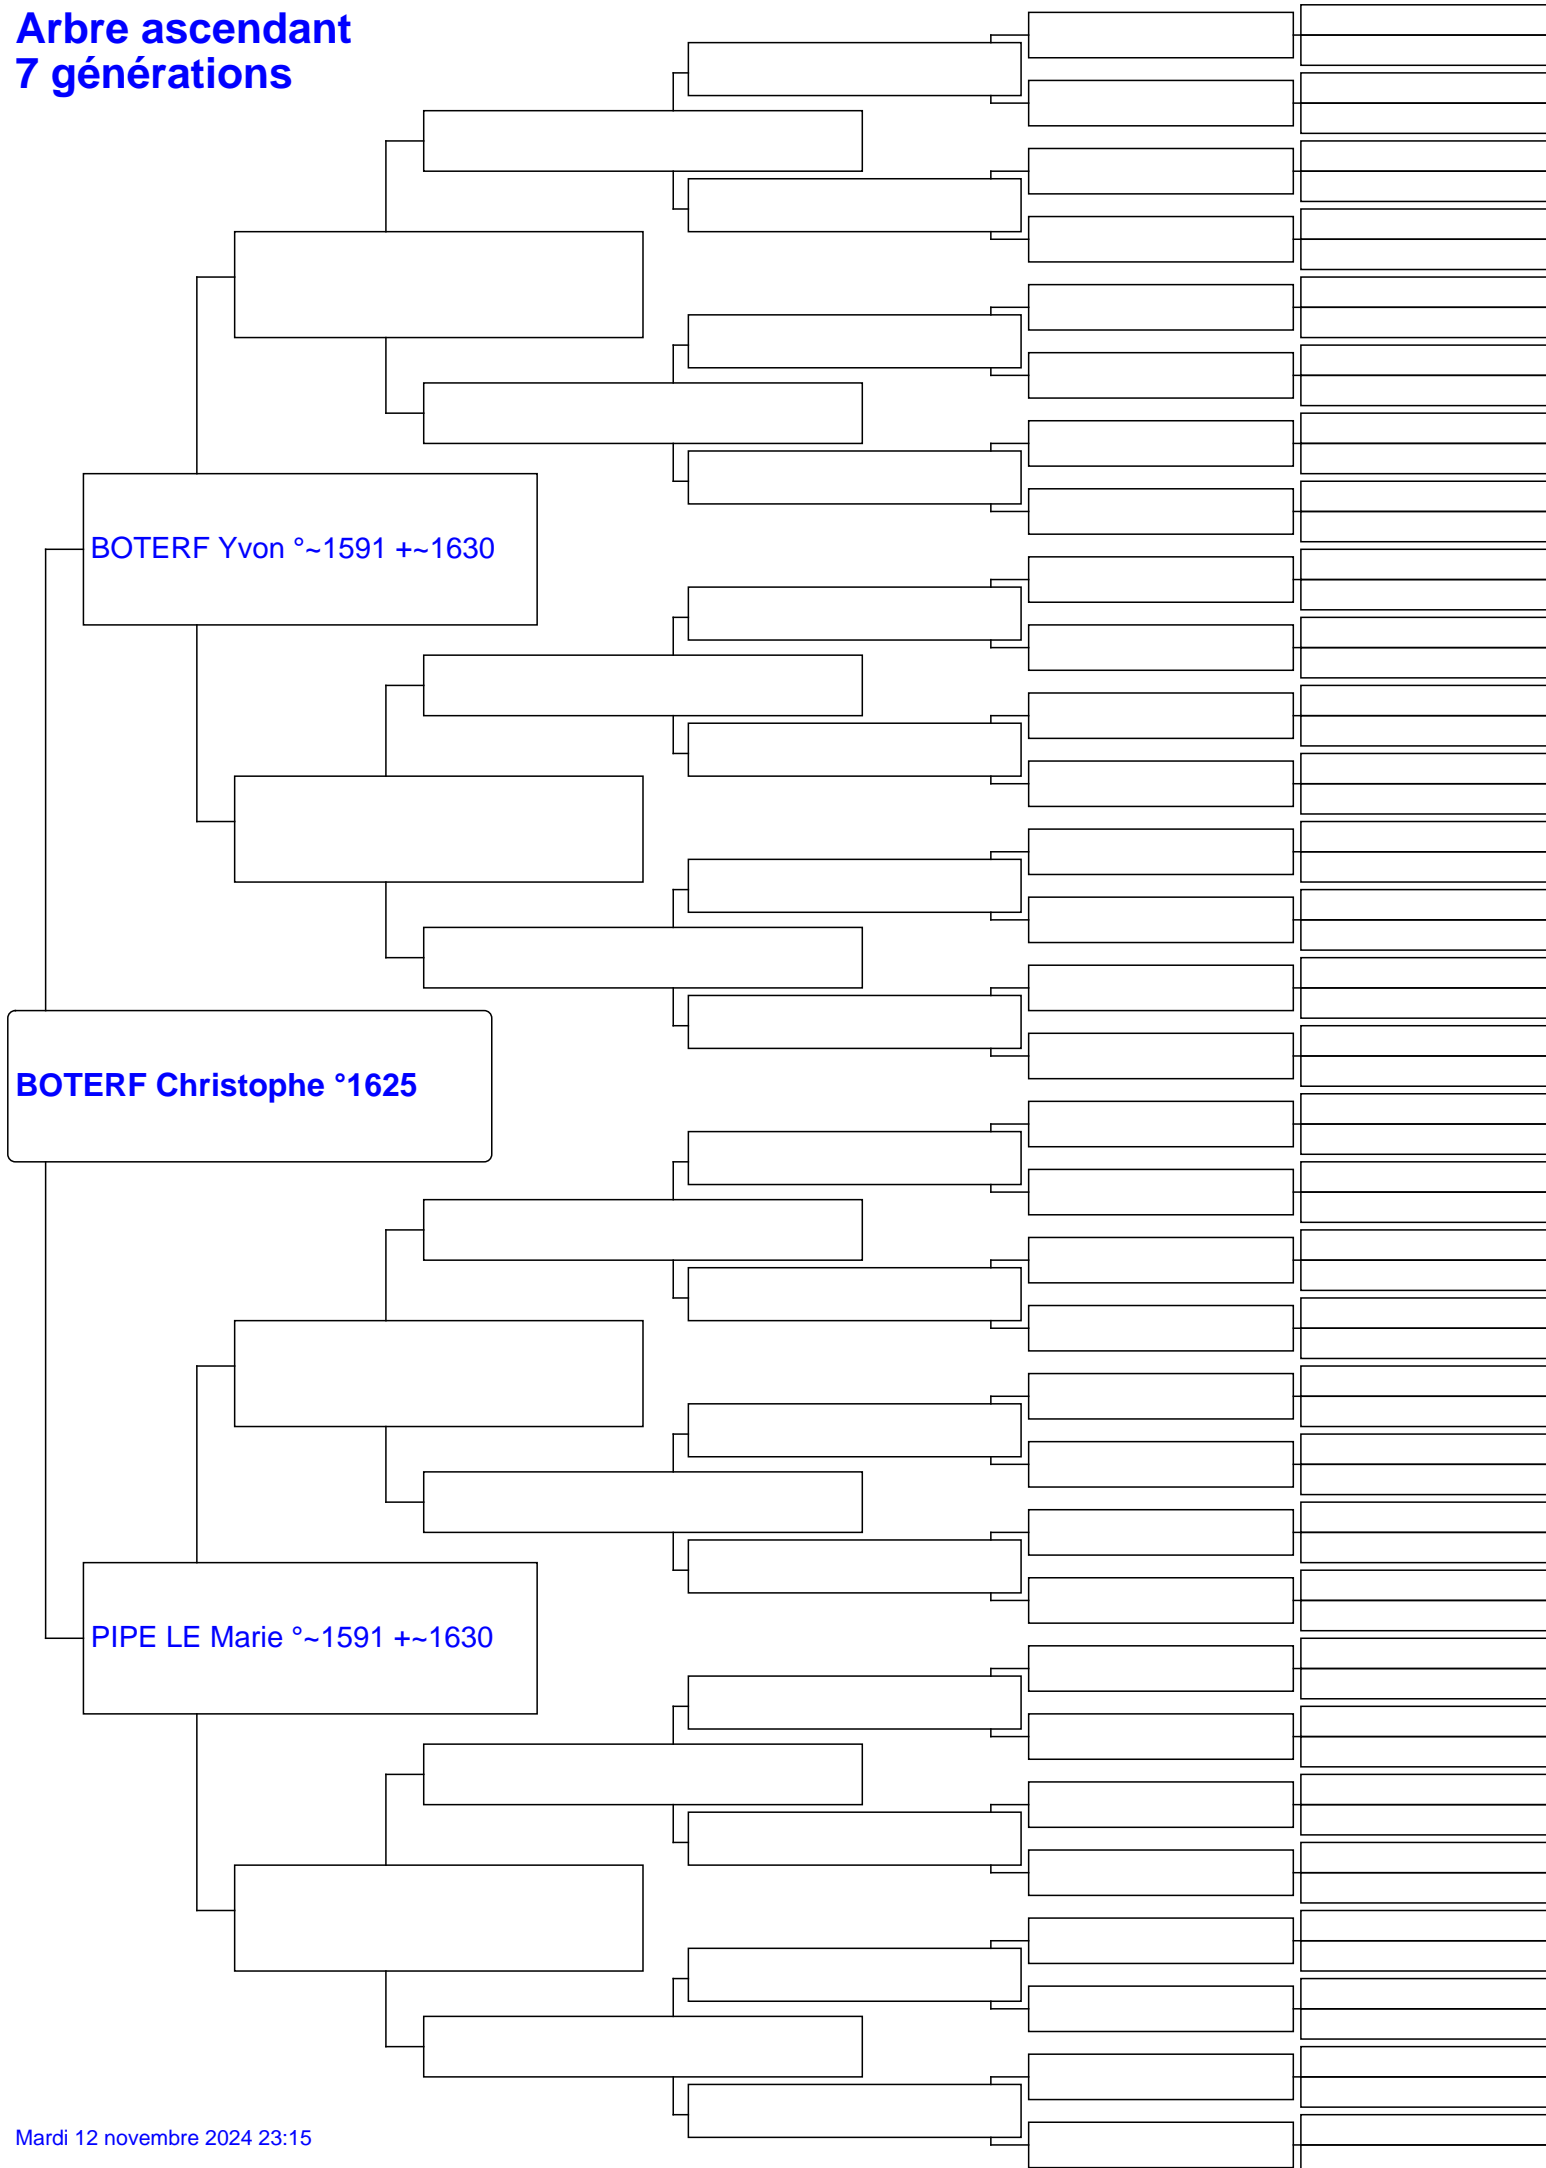 Arbre ascendant
7 générations
BOTERF Yvon °~1591 +~1630
BOTERF Christophe °1625
PIPE LE Marie °~1591 +~1630
Mardi 12 novembre 2024 23:15